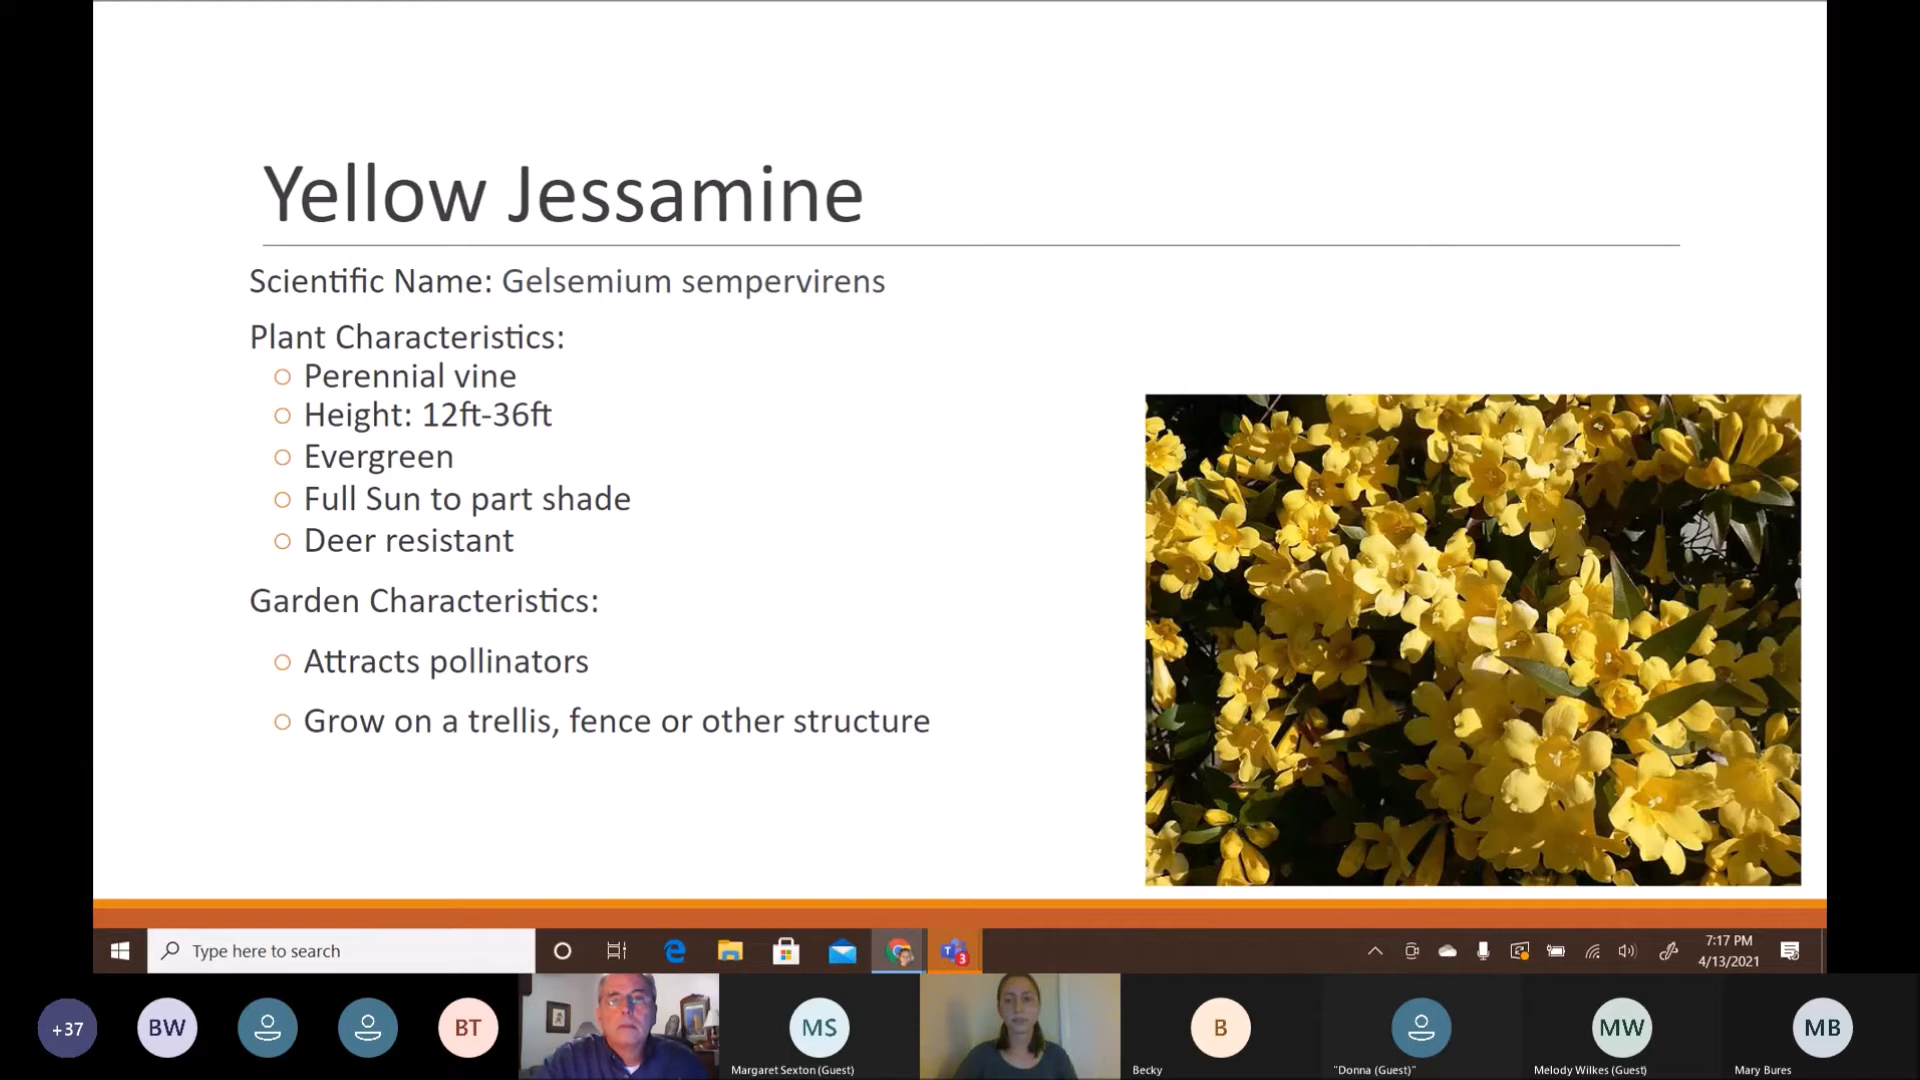 Yellow Jessamine
Scientific Name: Gelsemium sempervirens
Plant Characteristics:
Perennial vine
Height: 12ft-36ft
Evergreen
Full Sun to part shade
Deer resistant
Garden Characteristics:
Attracts pollinators
Grow on a trellis, fence or other structure
Type here to search
3
7:17 PM
4/13/2021
+37
BW
BT
MS
B
MW
MB
Margaret Sexton (Guest)
Becky
"Donna (Guest)"
Melody Wilkes (Guest)
Mary Bures